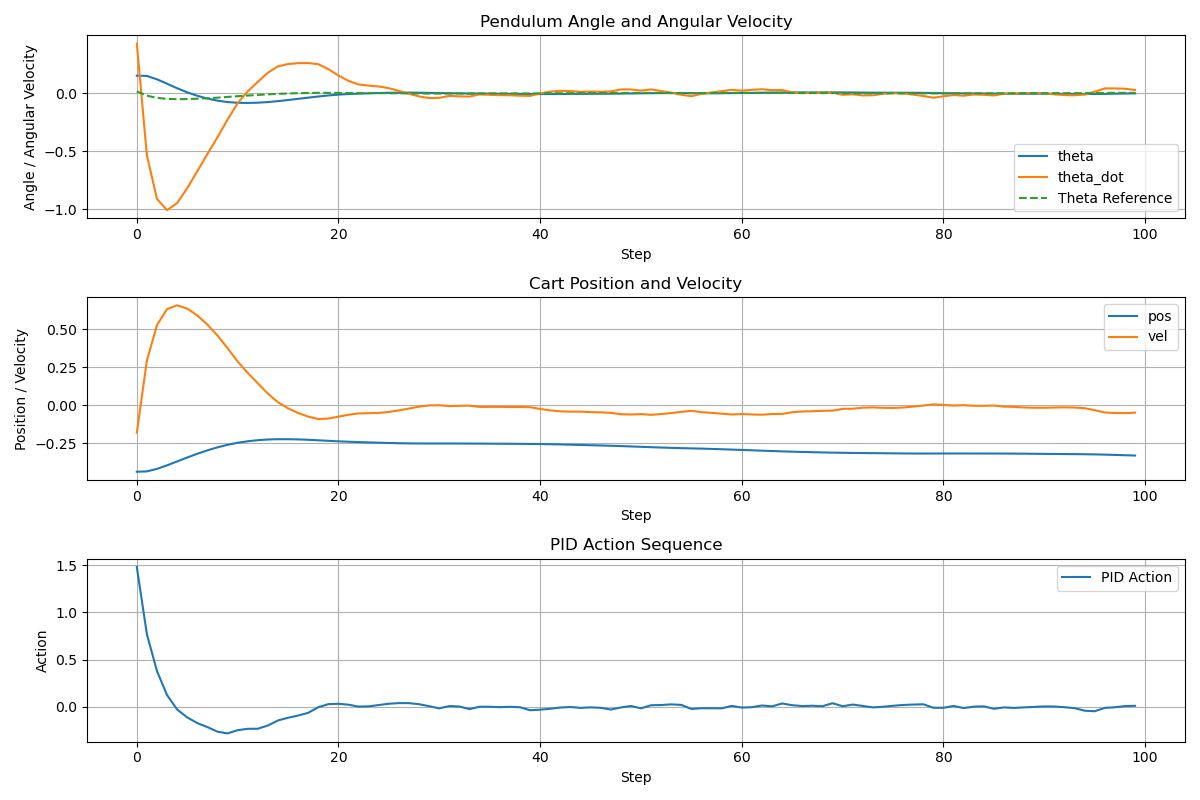 Pendulum Angle and Angular Velocity
Angle / Angular Velocity
0.0
−0.5
−1.0
theta
theta_dot
Theta Reference
0 20 40 60 80 100
Step
Cart Position and Velocity
Position / Velocity
0.50
0.25
0.00
−0.25
pos
vel
0 20 40 60 80 100
Step
PID Action Sequence
Action
1.5
1.0
0.5
0.0
PID Action
0 20 40 60 80 100
Step